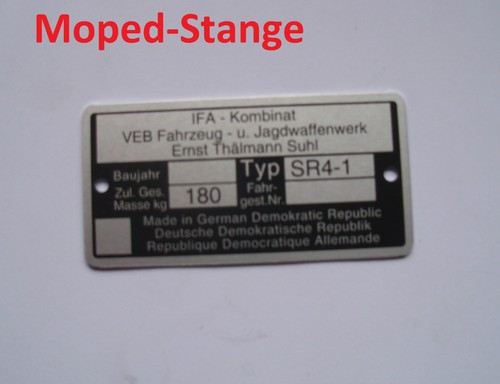 Moped-Stange
IFA - Kombinat
VEB Fahrzeug - u. Jagdwaffenwerk
Ernst Thälmann Suhl
Baujahr Typ SR4-1
Zul. Ges. Masse kg 180 Fahr-gest.Nr.
Made in German Demokratic Republic
Deutsche Demokratische Republik
Republique Democratique Allemande